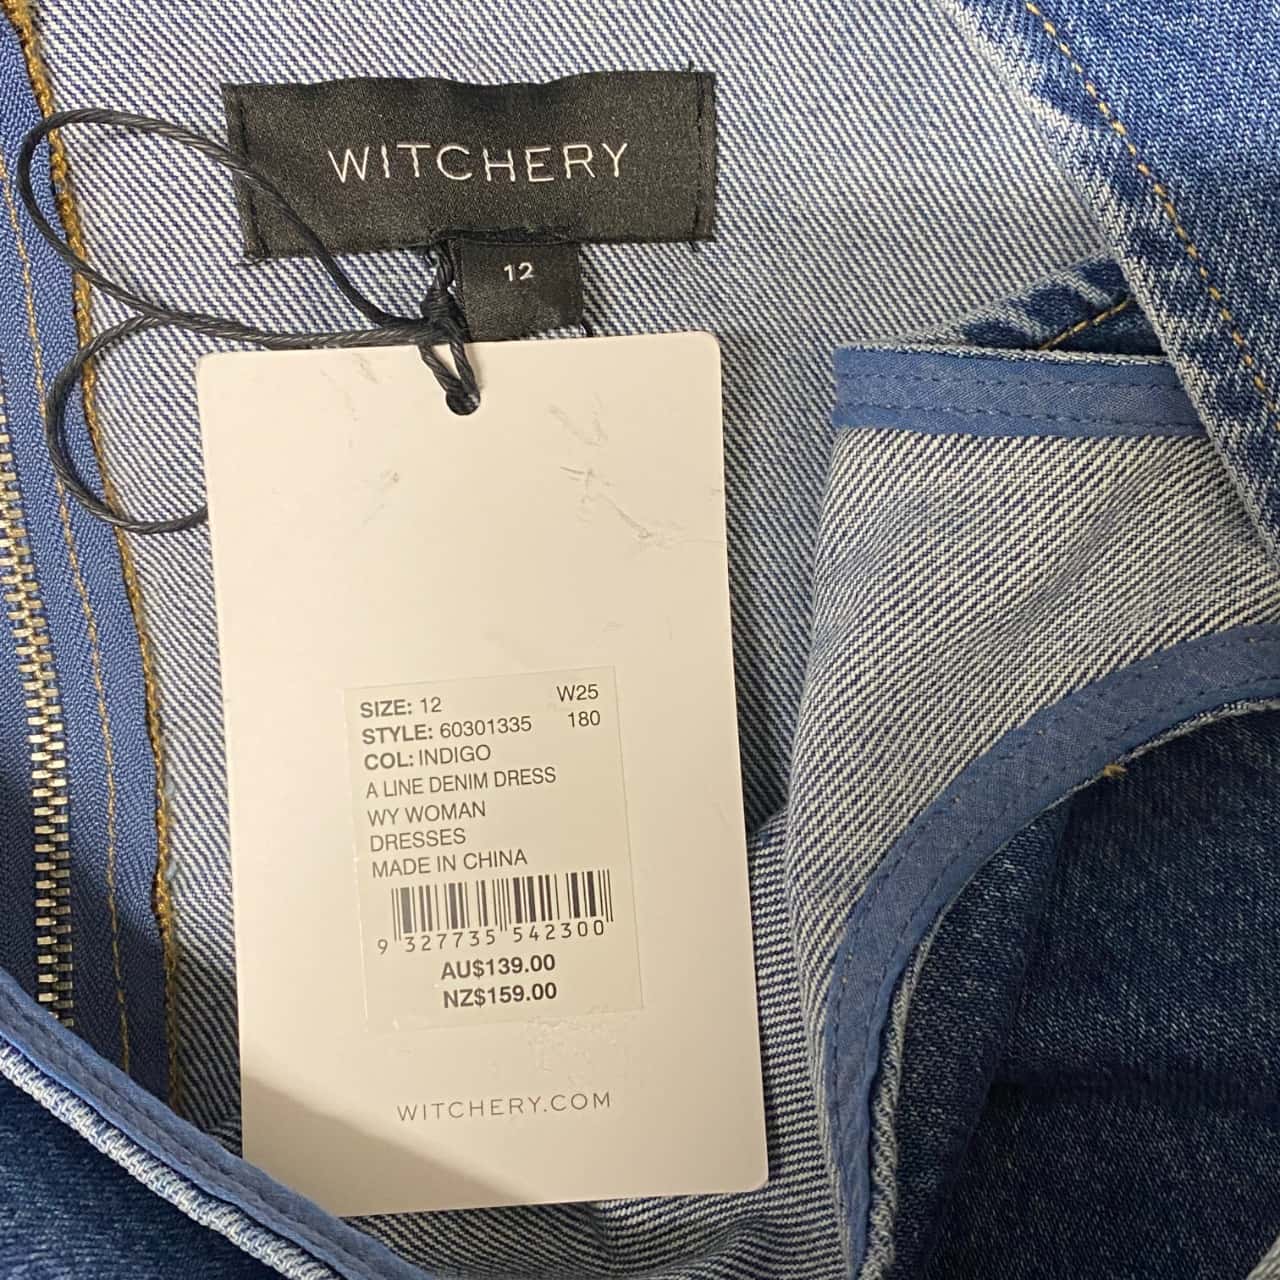 WITCHERY
12
SIZE: 12 W25
STYLE: 60301335 180
COL: INDIGO
A LINE DENIM DRESS
WY WOMAN
DRESSES
MADE IN CHINA
9 327735 542300
AU$139.00
NZ$159.00
WITCHERY.COM